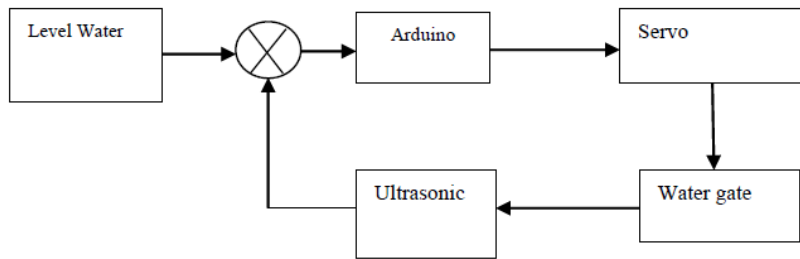 Level Water
Arduino
Servo
Ultrasonic
Water gate